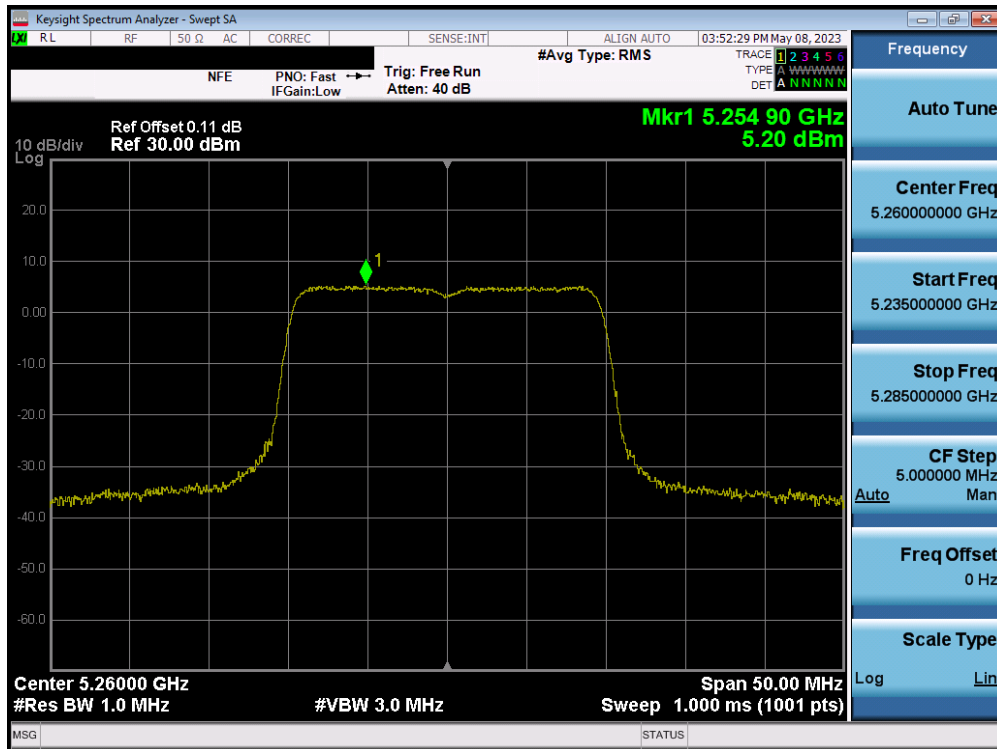 Keysight Spectrum Analyzer - Swept SA
LXI RL RF 50 Ω AC CORREC SENSE:INT ALIGN AUTO 03:52:29 PM May 08, 2023
#Avg Type: RMS TRACE 1 2 3 4 5 6
NFE PNO: Fast Trig: Free Run TYPE A WWWWW
IFGain:Low Atten: 40 dB DET A N N N N N
Mkr1 5.254 90 GHz
5.20 dBm
Ref Offset 0.11 dB
10 dB/div Ref 30.00 dBm
Log
1
20.0
10.0
0.00
-10.0
-20.0
-30.0
-40.0
-50.0
-60.0
Center 5.26000 GHz Span 50.00 MHz
#Res BW 1.0 MHz #VBW 3.0 MHz Sweep 1.000 ms (1001 pts)
MSG STATUS
Frequency
Auto Tune
Center Freq
5.260000000 GHz
Start Freq
5.235000000 GHz
Stop Freq
5.285000000 GHz
CF Step
5.000000 MHz
Auto Man
Freq Offset
0 Hz
Scale Type
Log Lin